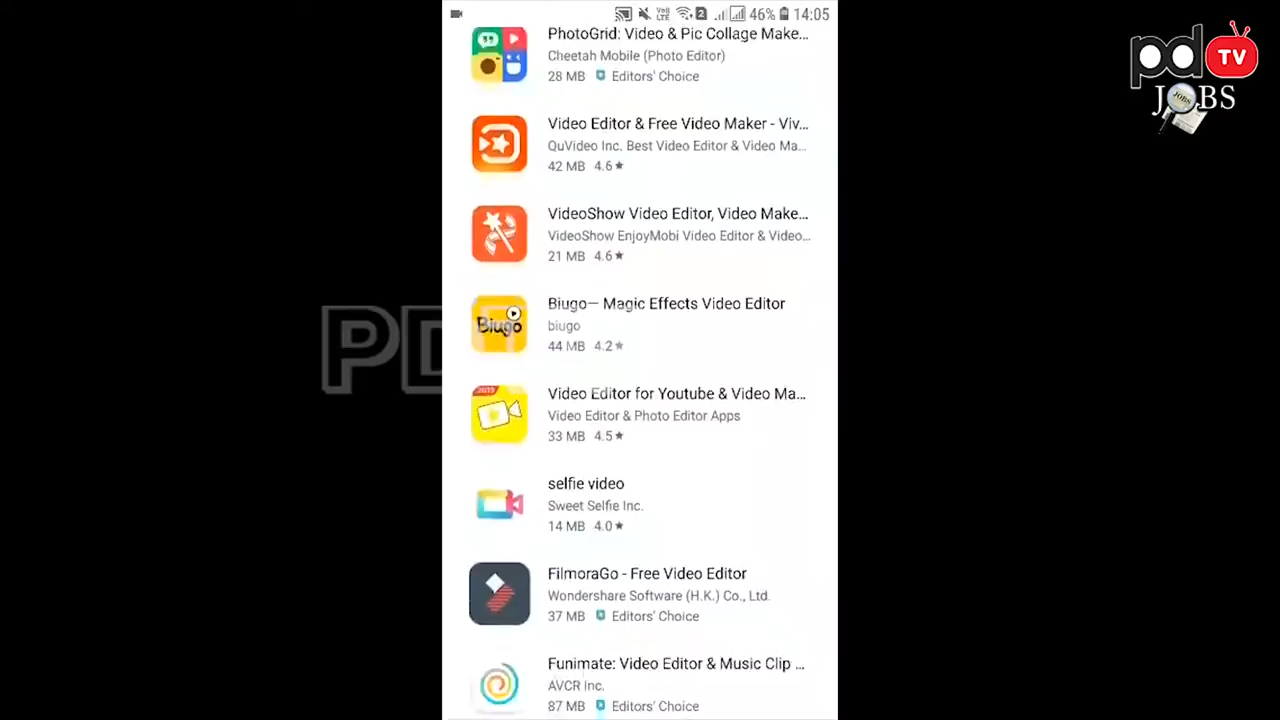 VoLTE 2 46% 14:05
pd TV
JOBS
JOBS
PhotoGrid: Video & Pic Collage Make...
Cheetah Mobile (Photo Editor)
28 MB Editors' Choice
Video Editor & Free Video Maker - Viv...
QuVideo Inc. Best Video Editor & Video Ma...
42 MB 4.6★
VideoShow Video Editor, Video Make...
VideoShow EnjoyMobi Video Editor & Video...
21 MB 4.6★
Biugo— Magic Effects Video Editor
biugo
44 MB 4.2★
Biugo
PD
Video Editor for Youtube & Video Ma...
Video Editor & Photo Editor Apps
33 MB 4.5★
2019
selfie video
Sweet Selfie Inc.
14 MB 4.0★
FilmoraGo - Free Video Editor
Wondershare Software (H.K.) Co., Ltd.
37 MB Editors' Choice
Funimate: Video Editor & Music Clip ...
AVCR Inc.
87 MB Editors' Choice